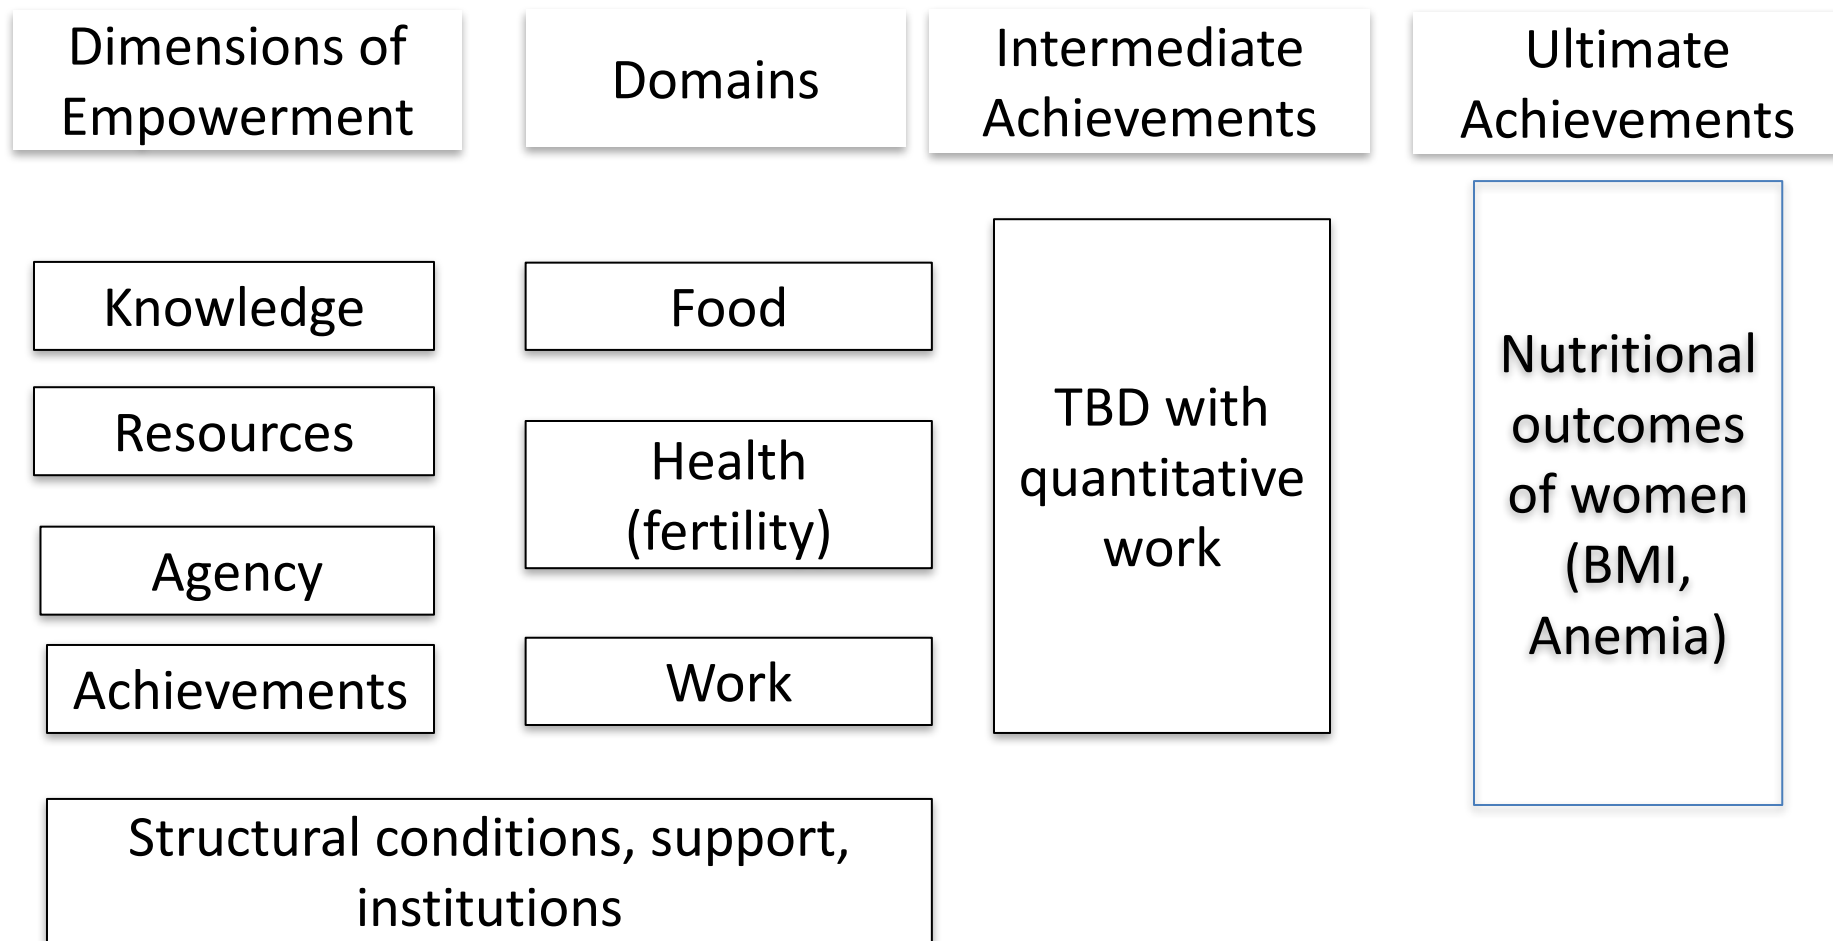 Dimensions of
Empowerment
Domains
Intermediate
Achievements
Ultimate
Achievements
Knowledge
Resources
Agency
Achievements
Food
Health
(fertility)
Work
TBD with
quantitative
work
Nutritional
outcomes
of women
(BMI,
Anemia)
Structural conditions, support,
institutions